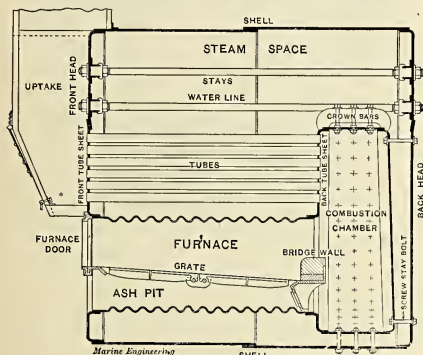 SHELL
STEAM SPACE
STAYS
WATER LINE
UPTAKE
FRONT HEAD
CROWN BARS
FRONT TUBE SHEET
TUBES
BACK TUBE SHEET
COMBUSTION
CHAMBER
BACK HEAD
SCREW STAY BOLT
FURNACE
DOOR
FURNACE
BRIDGE WALL
GRATE
ASH PIT
Marine Engineering
SHELL